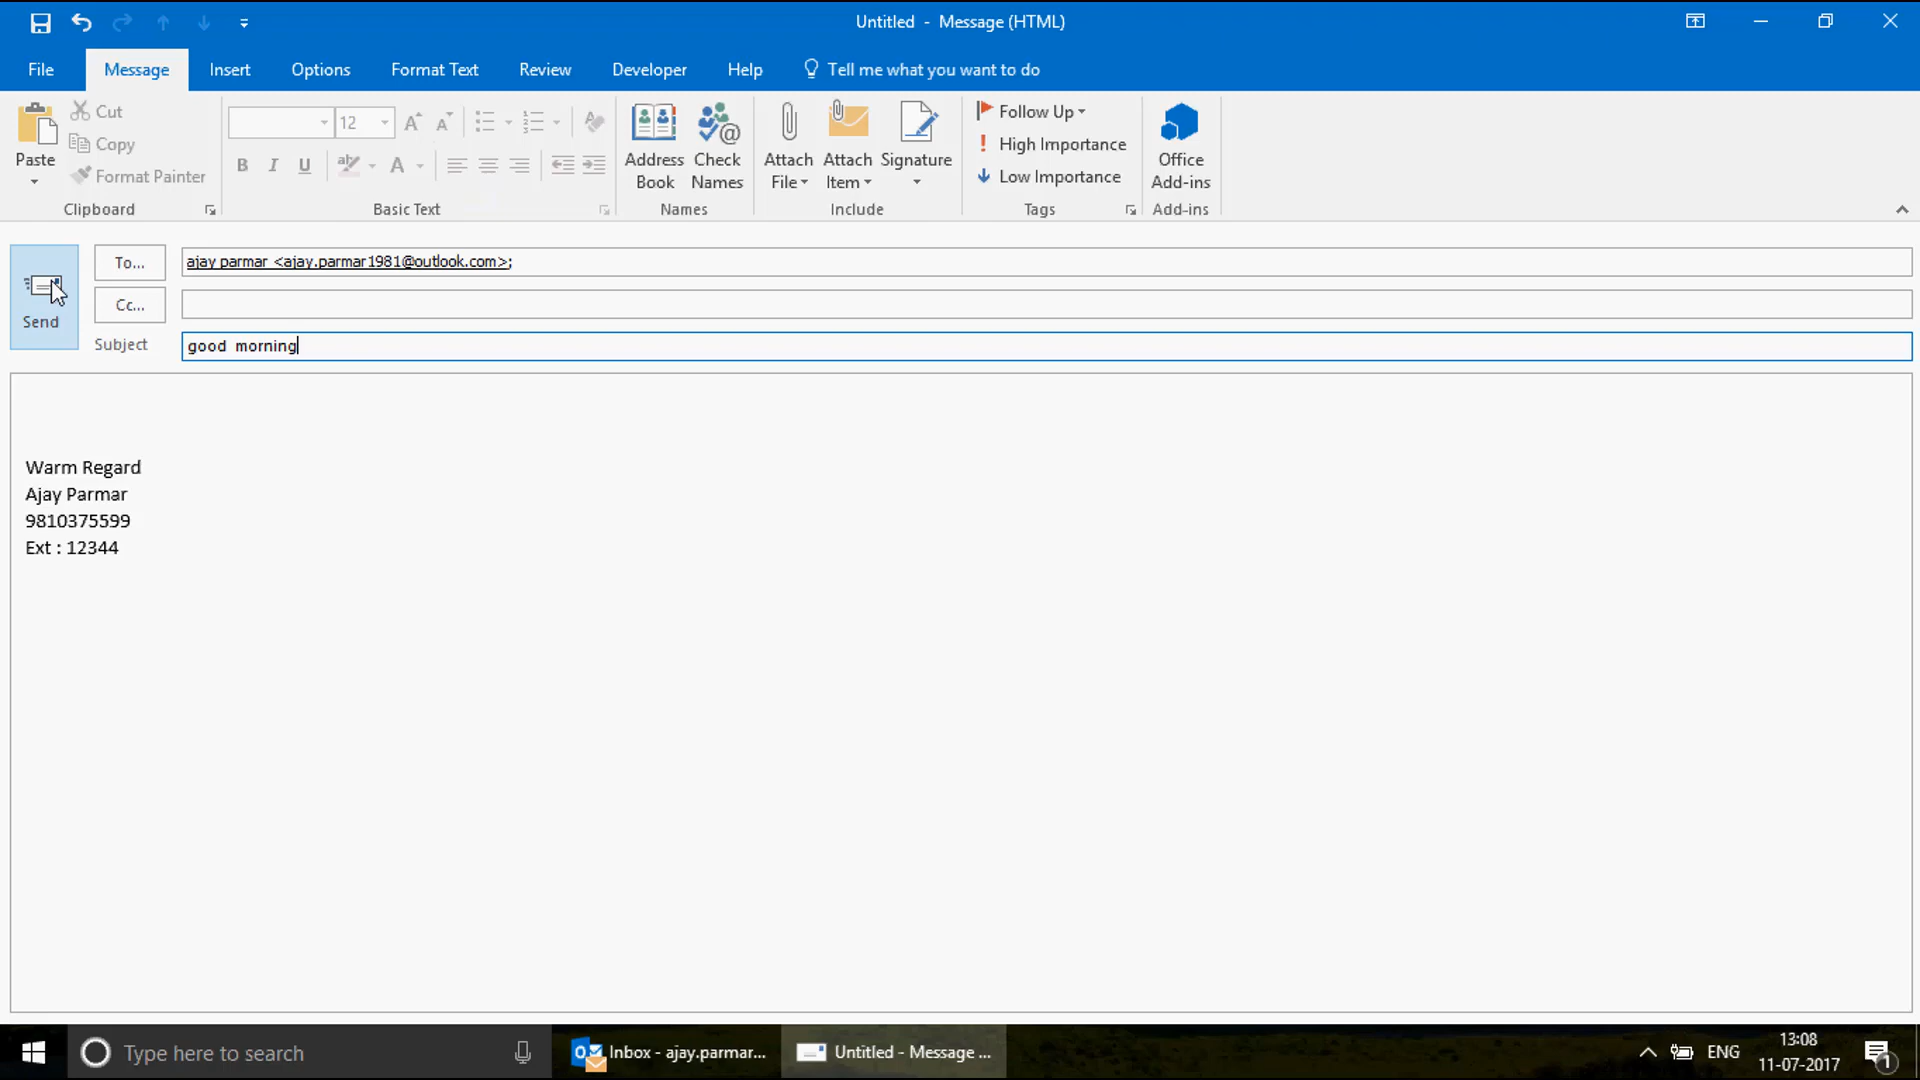 Untitled - Message (HTML)
File Message Insert Options Format Text Review Developer Help Tell me what you want to do
Paste
Cut
Copy
Format Painter
Clipboard
12
B I U
A
Basic Text
Address Book
Check Names
Names
Attach File
Attach Item
Signature
Include
Follow Up
High Importance
Low Importance
Tags
Office Add-ins
Add-ins
Send
To...
ajay parmar <ajay.parmar1981@outlook.com>;
Cc...
Subject
good  morning
Warm Regard
Ajay Parmar
9810375599
Ext : 12344
Type here to search
Inbox - ajay.parmar...
Untitled - Message ...
ENG
13:08
11-07-2017
1